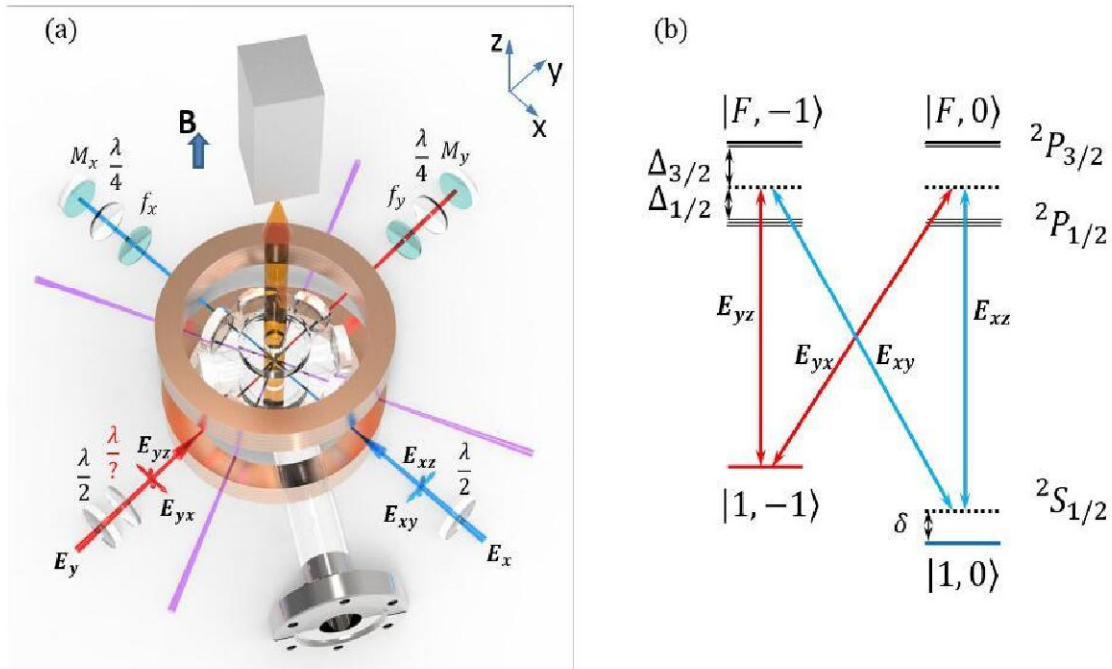 (a)
z
y
x
B
M_x λ/4
λ/4 M_y
f_x
f_y
λ/2 λ/? E_yz
E_yx
E_y
E_xz
E_xy
λ/2
E_x
(b)
|F, −1⟩ |F, 0⟩
²P_3/2
Δ_3/2
Δ_1/2
²P_1/2
E_yz E_yx E_xy E_xz
|1, −1⟩
²S_1/2
δ
|1, 0⟩